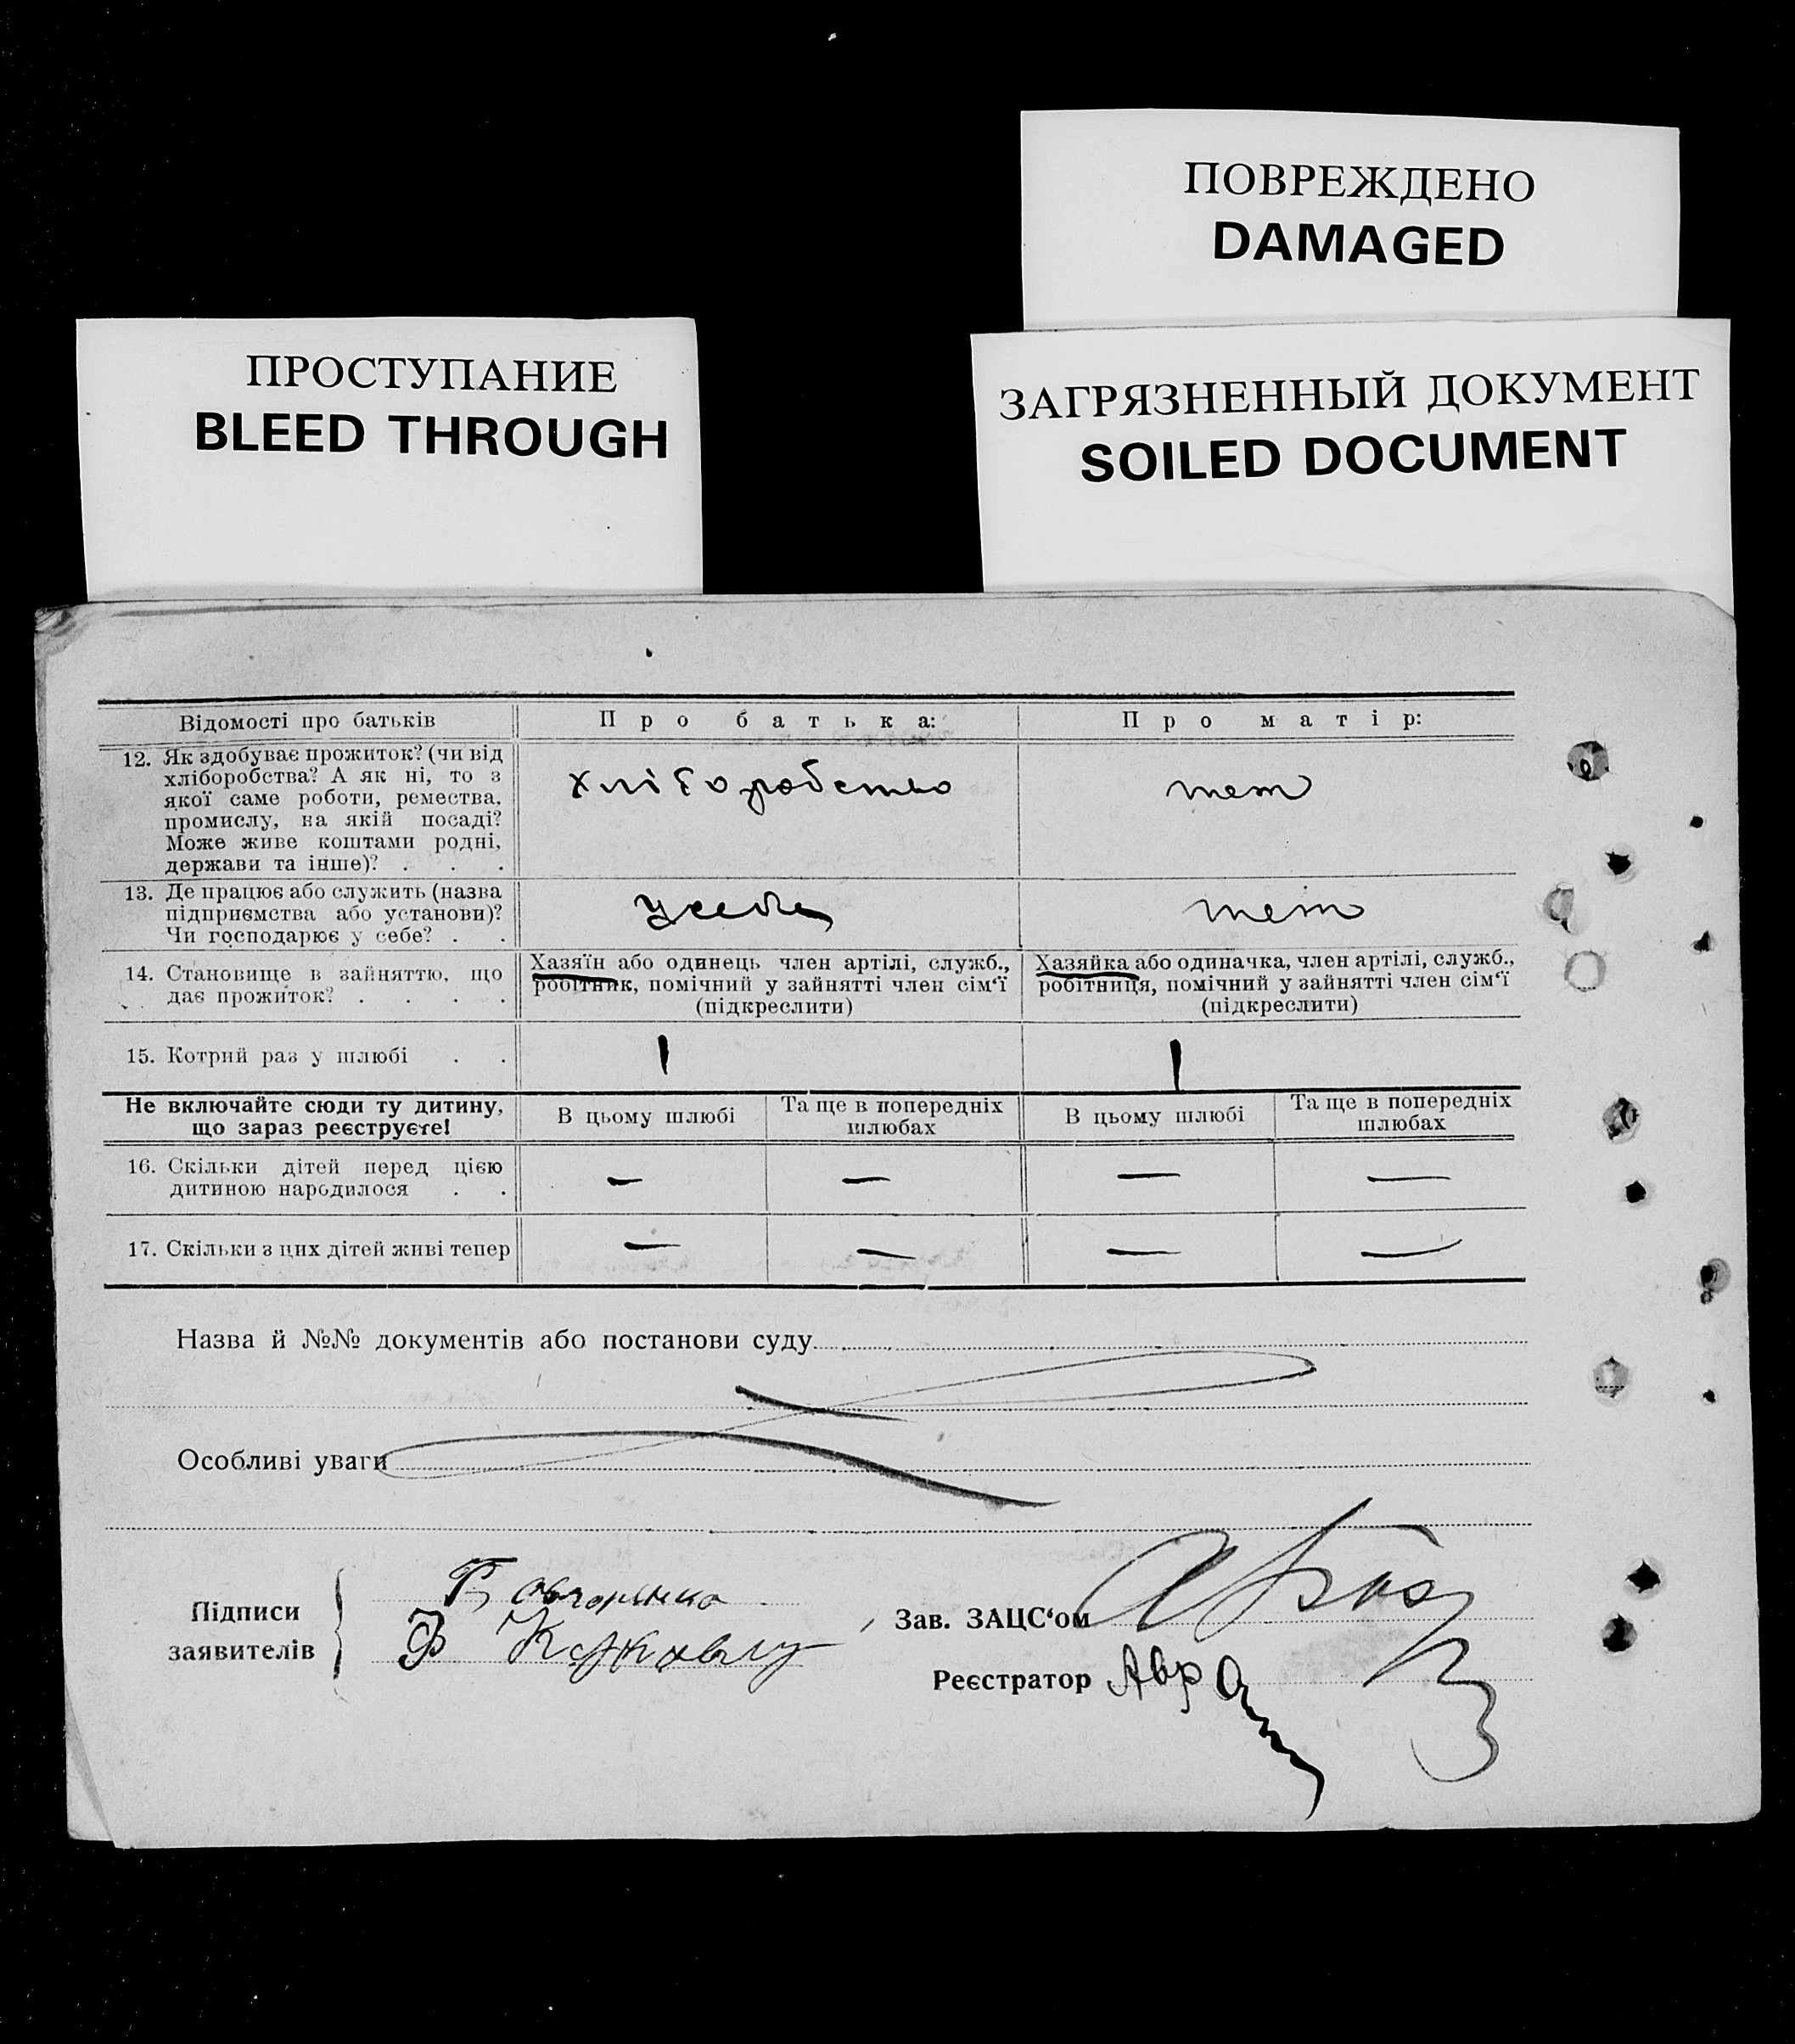 ПОВРЕЖДЕНО
DAMAGED
ПРОСТУПАНИЕ
BLEED THROUGH
ЗАГРЯЗНЕННЫЙ ДОКУМЕНТ
SOILED DOCUMENT
Відомості про батьків
Про батька:
Про матір:
12. Як здобуває прожиток? (чи від
хліборобства? А як ні, то з
якої саме роботи, ремества,
промислу, на якій посаді?
Може живе коштами родні,
держави та інше)? . . .
хліборобство
теж
13. Де працює або служить (назва
підприємства або установи)?
Чи господарює у себе? . .
у себе
теж
14. Становище в зайняттю, що
дає прожиток? . . . .
Хазяїн або одинець член артілі, служб.,
робітник, помічний у зайнятті член сім‘ї
(підкреслити)
Хазяйка або одиначка, член артілі, служб.,
робітниця, помічний у зайнятті член сім‘ї
(підкреслити)
15. Котрий раз у шлюбі . .
1
1
Не включайте сюди ту дитину,
що зараз реєструєте!
В цьому шлюбі
Та ще в попередніх
шлюбах
В цьому шлюбі
Та ще в попередніх
шлюбах
16. Скільки дітей перед цією
дитиною народилося . .
— — — —
17. Скільки з цих дітей живі тепер
— — — —
Назва й №№ документів або постанови суду
Особливі уваги
Підписи
заявителів
Зав. ЗАЦС‘ом
Реєстратор